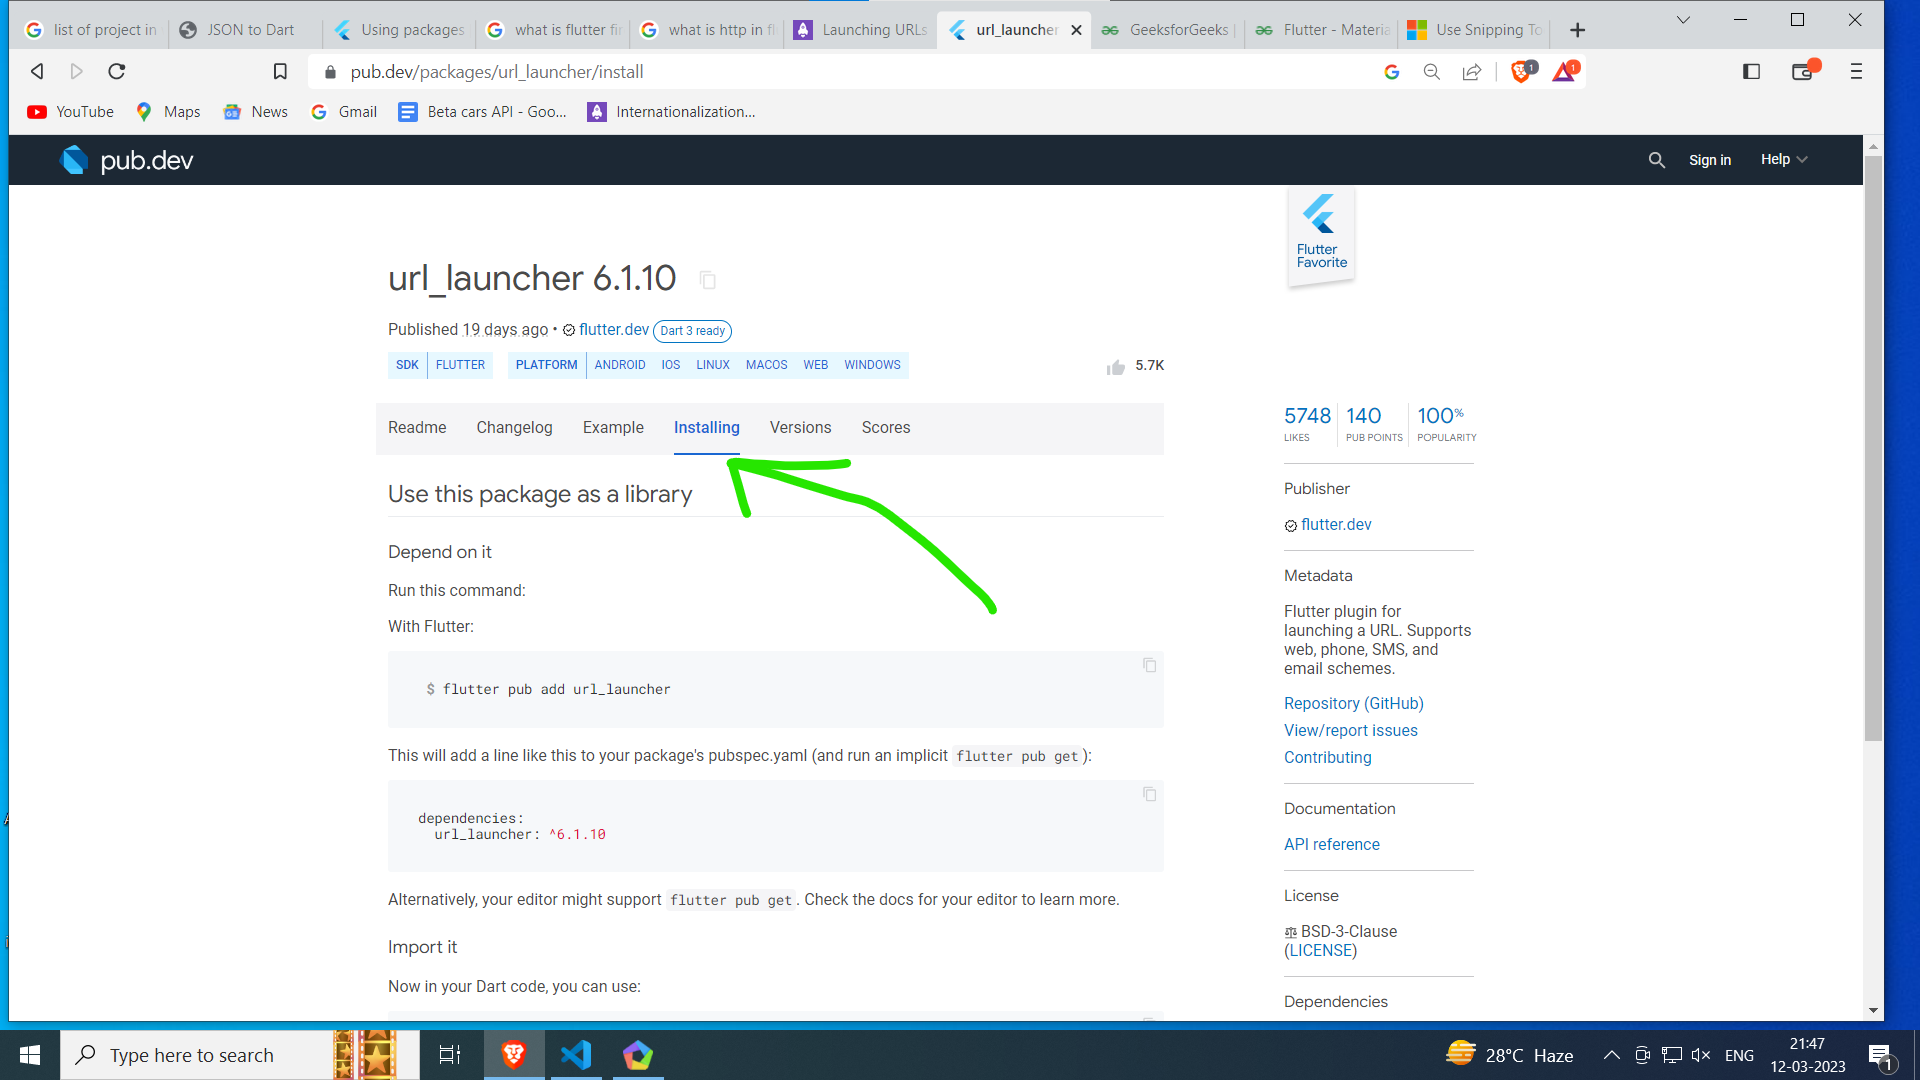 list of project in
JSON to Dart
Using packages
what is flutter fir
what is http in fl
Launching URLs
url_launcher
GeeksforGeeks |
Flutter - Materia
Use Snipping To
pub.dev/packages/url_launcher/install
1
1
YouTube
Maps
News
Gmail
Beta cars API - Goo...
Internationalization...
pub.dev
Sign in
Help
Flutter
Favorite
url_launcher 6.1.10
Published 19 days ago • flutter.dev Dart 3 ready
SDK FLUTTER PLATFORM ANDROID IOS LINUX MACOS WEB WINDOWS
5.7K
Readme Changelog Example Installing Versions Scores
Use this package as a library
Depend on it
Run this command:
With Flutter:
$ flutter pub add url_launcher
This will add a line like this to your package's pubspec.yaml (and run an implicit flutter pub get ):
dependencies:
url_launcher: ^6.1.10
Alternatively, your editor might support flutter pub get . Check the docs for your editor to learn more.
Import it
Now in your Dart code, you can use:
5748 140 100%
LIKES PUB POINTS POPULARITY
Publisher
flutter.dev
Metadata
Flutter plugin for
launching a URL. Supports
web, phone, SMS, and
email schemes.
Repository (GitHub)
View/report issues
Contributing
Documentation
API reference
License
BSD-3-Clause
(LICENSE)
Dependencies
Type here to search
28°C Haze
ENG
21:47
12-03-2023
1